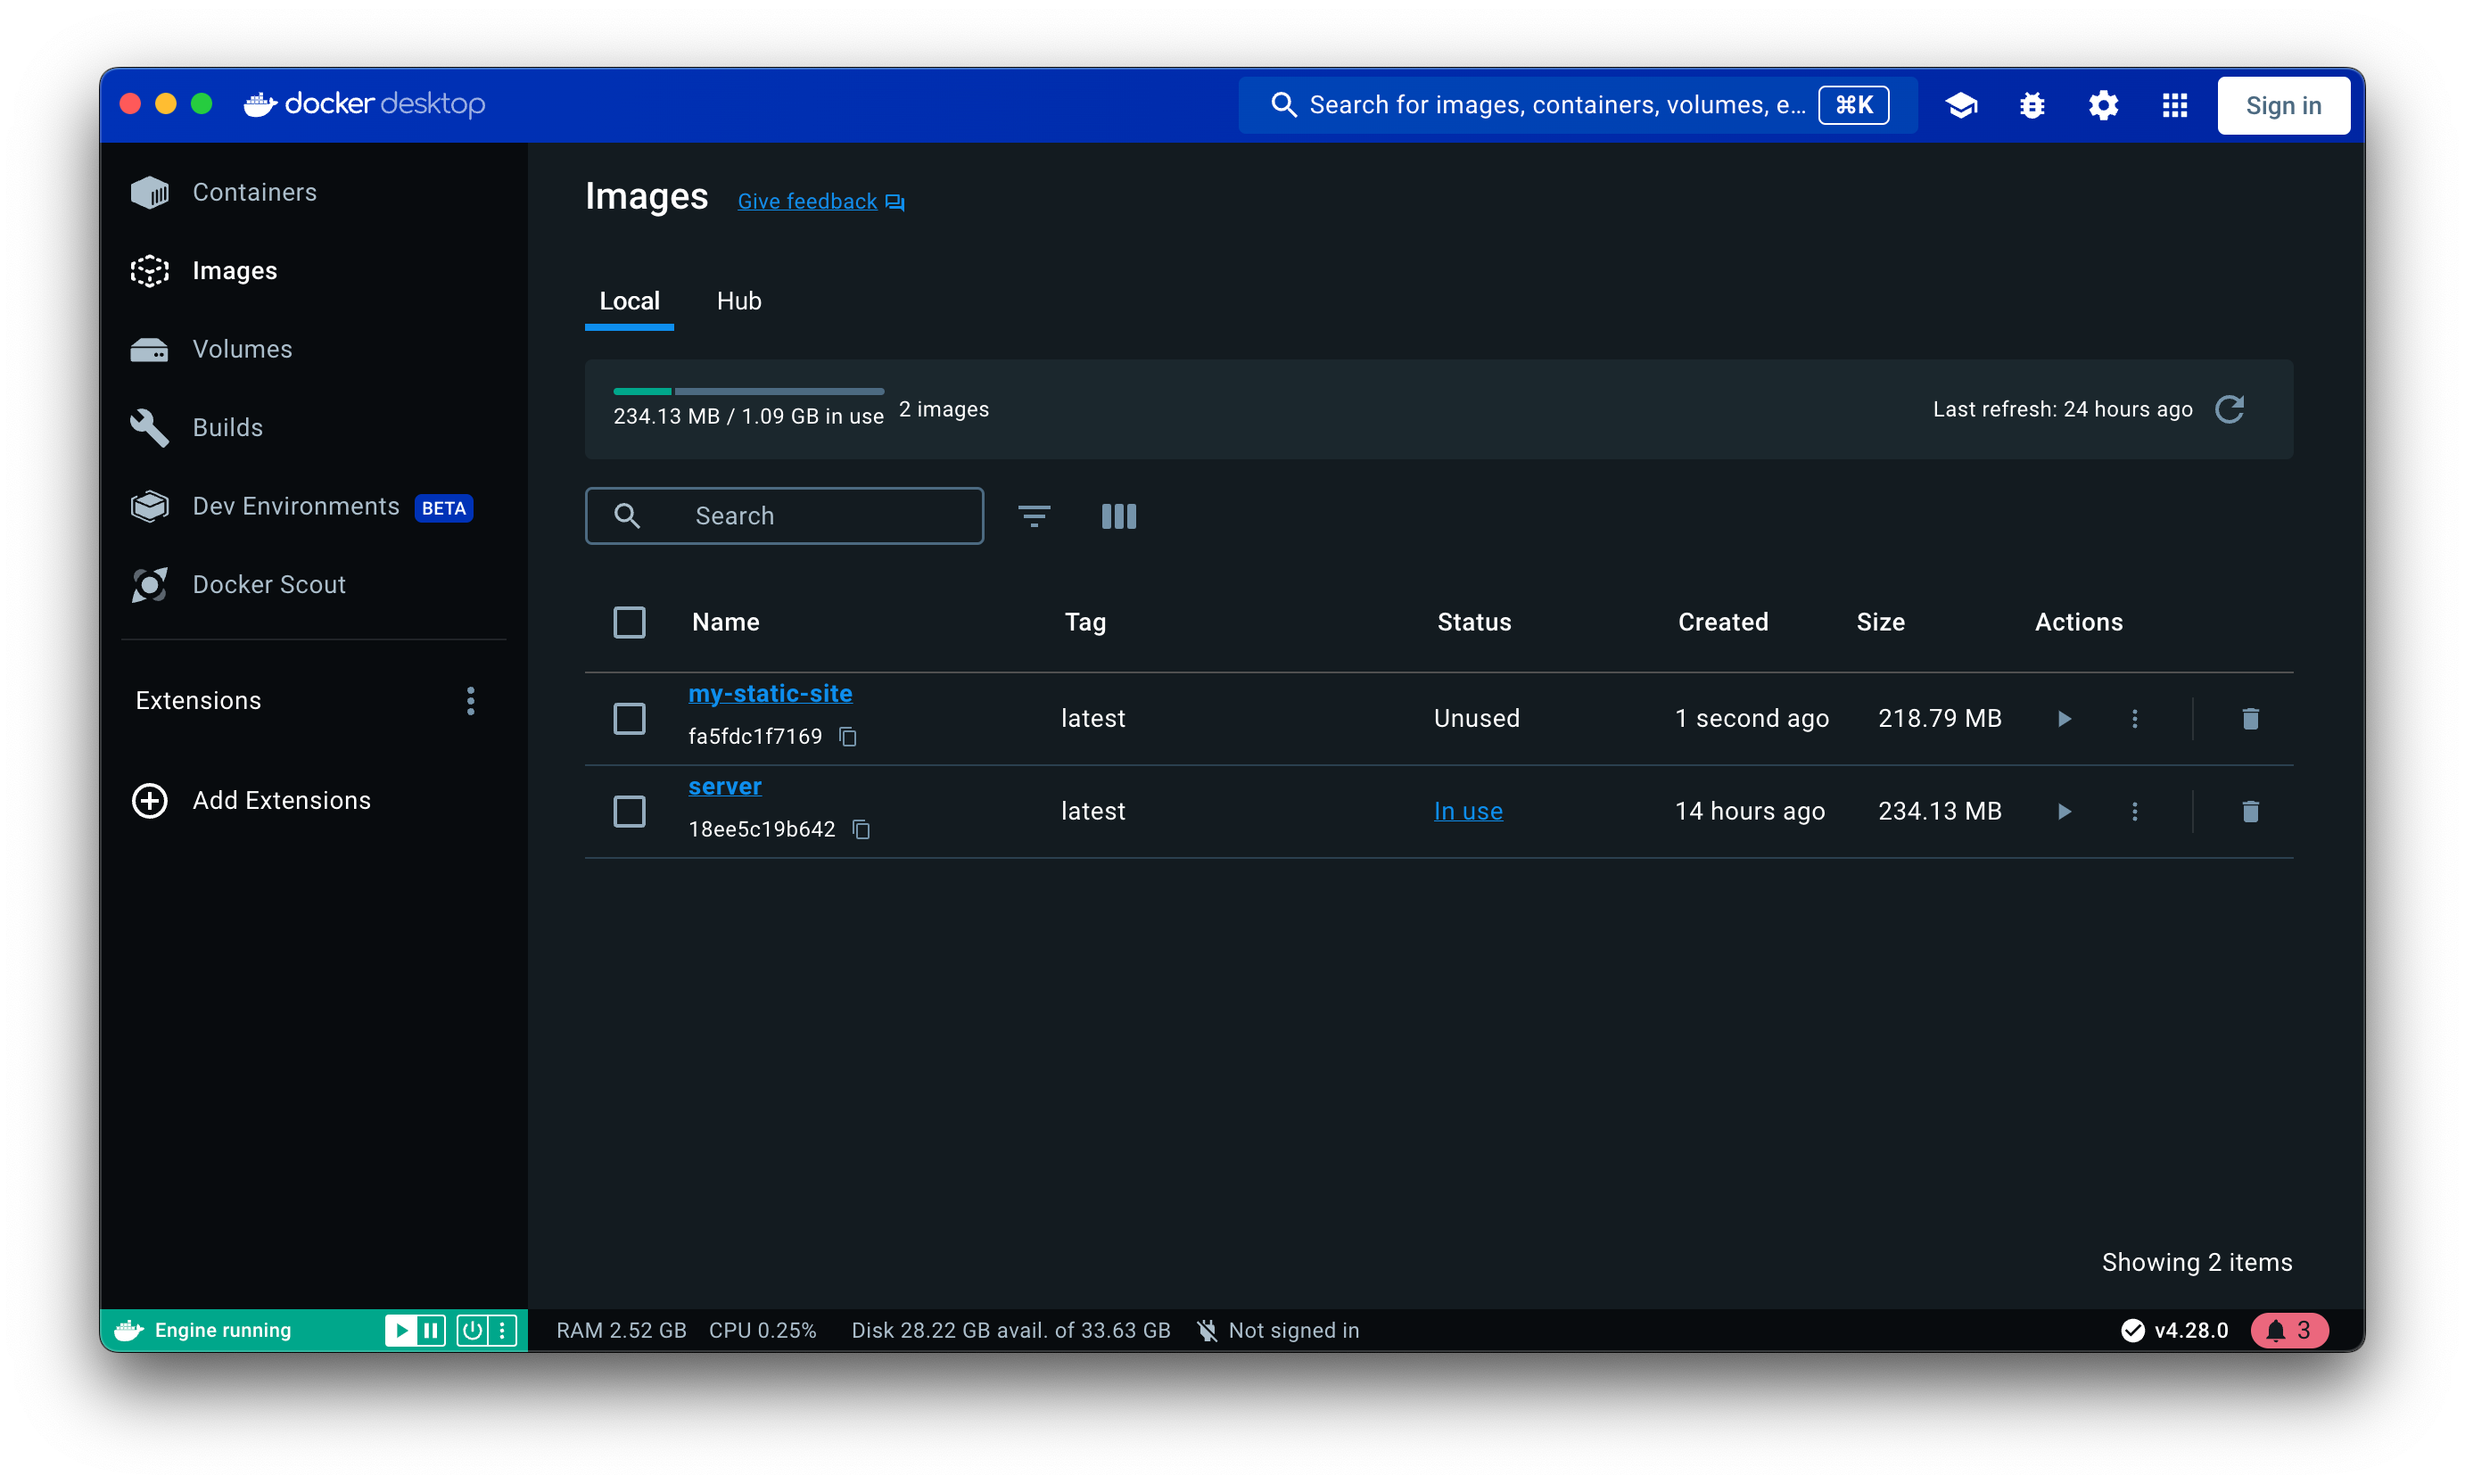 docker desktop
Search for images, containers, volumes, e... ⌘K
Sign in
Containers
Images
Volumes
Builds
Dev Environments BETA
Docker Scout
Extensions
Add Extensions
Images Give feedback
Local Hub
234.13 MB / 1.09 GB in use 2 images
Last refresh: 24 hours ago
Search
Name Tag Status Created Size Actions
my-static-site
fa5fdc1f7169
latest Unused 1 second ago 218.79 MB
server
18ee5c19b642
latest In use 14 hours ago 234.13 MB
Showing 2 items
Engine running
RAM 2.52 GB CPU 0.25% Disk 28.22 GB avail. of 33.63 GB Not signed in
v4.28.0 3